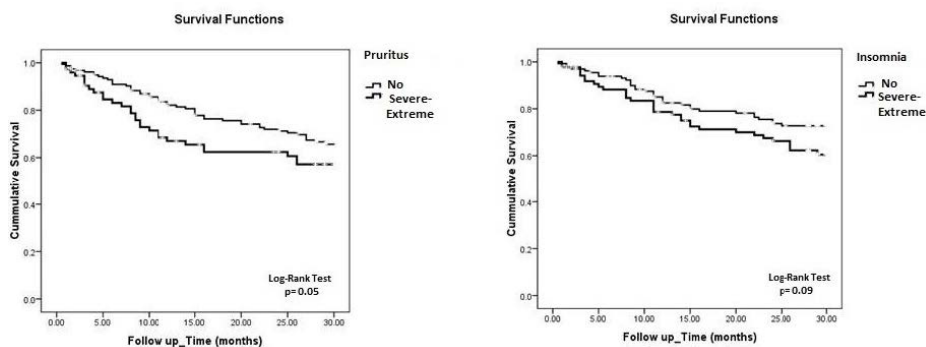 Survival Functions
Pruritus
No
Severe-
Extreme
1.0
0.8
0.6
0.4
0.2
0.0
Cummulative Survival
Log-Rank Test
p= 0.05
0.00 5.00 10.00 15.00 20.00 25.00 30.00
Follow up_Time (months)
Survival Functions
Insomnia
No
Severe-
Extreme
1.0
0.8
0.6
0.4
0.2
0.0
Cummulative Survival
Log-Rank Test
p= 0.09
0.00 5.00 10.00 15.00 20.00 25.00 30.00
Follow up_Time (months)